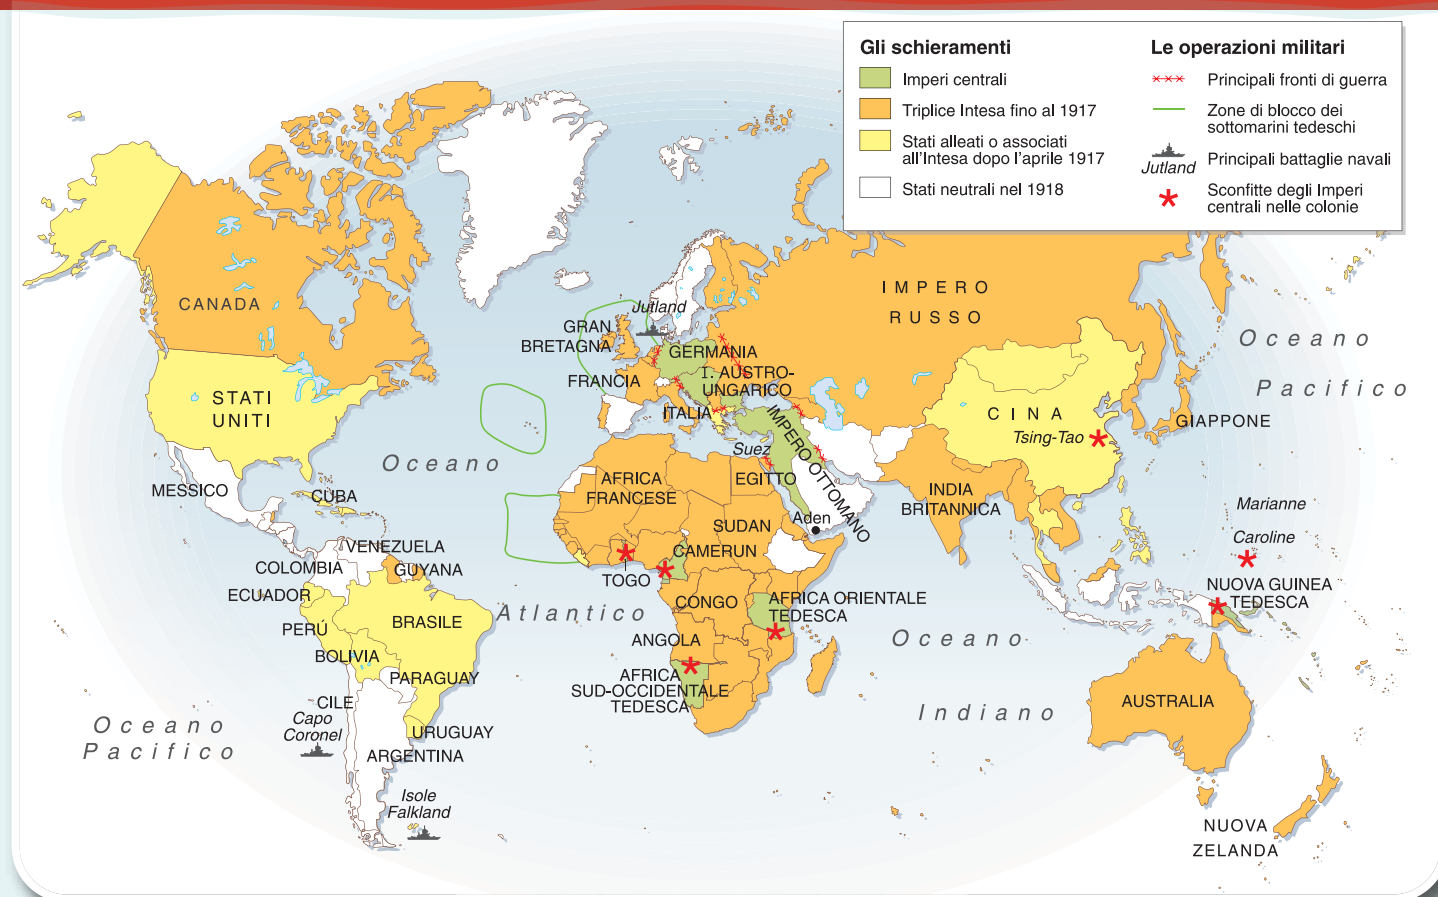 Gli schieramenti
Imperi centrali
Triplice Intesa fino al 1917
Stati alleati o associati
all'Intesa dopo l'aprile 1917
Stati neutrali nel 1918
Le operazioni militari
Principali fronti di guerra
Zone di blocco dei
sottomarini tedeschi
Jutland
Principali battaglie navali
Sconfitte degli Imperi
centrali nelle colonie
CANADA
STATI
UNITI
MESSICO
CUBA
VENEZUELA
COLOMBIA
GUYANA
ECUADOR
PERÚ
BRASILE
BOLIVIA
PARAGUAY
CILE
Capo
Coronel
URUGUAY
ARGENTINA
Isole
Falkland
Oceano
Pacifico
Oceano
Atlantico
Jutland
GRAN
BRETAGNA
GERMANIA
I. AUSTRO-
UNGARICO
FRANCIA
ITALIA
IMPERO OTTOMANO
Suez
EGITTO
AFRICA
FRANCESE
SUDAN
Aden
CAMERUN
TOGO
CONGO
AFRICA ORIENTALE
TEDESCA
ANGOLA
AFRICA
SUD-OCCIDENTALE
TEDESCA
IMPERO
RUSSO
CINA
Tsing-Tao
GIAPPONE
INDIA
BRITANNICA
Oceano
Pacifico
Marianne
Caroline
NUOVA GUINEA
TEDESCA
Oceano
Indiano
AUSTRALIA
NUOVA
ZELANDA